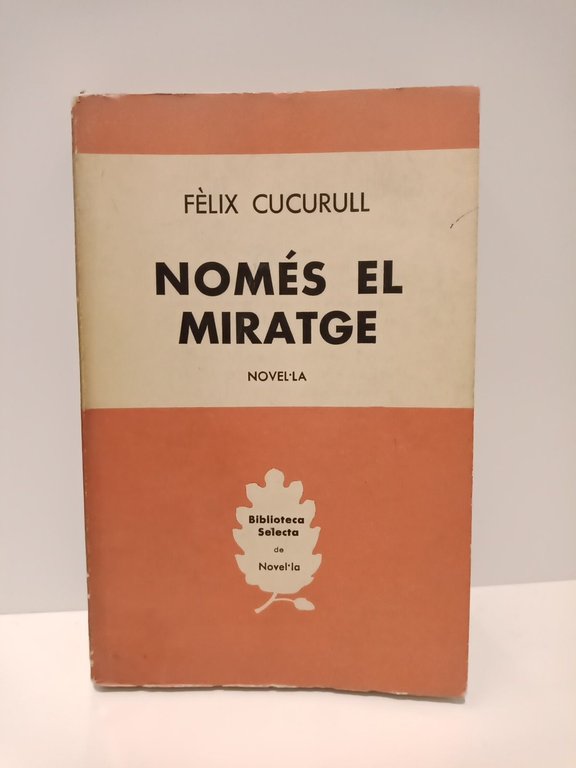 FÈLIX CUCURULL
NOMÉS EL
MIRATGE
NOVEL·LA
Biblioteca
Selecta
de
Novel·la